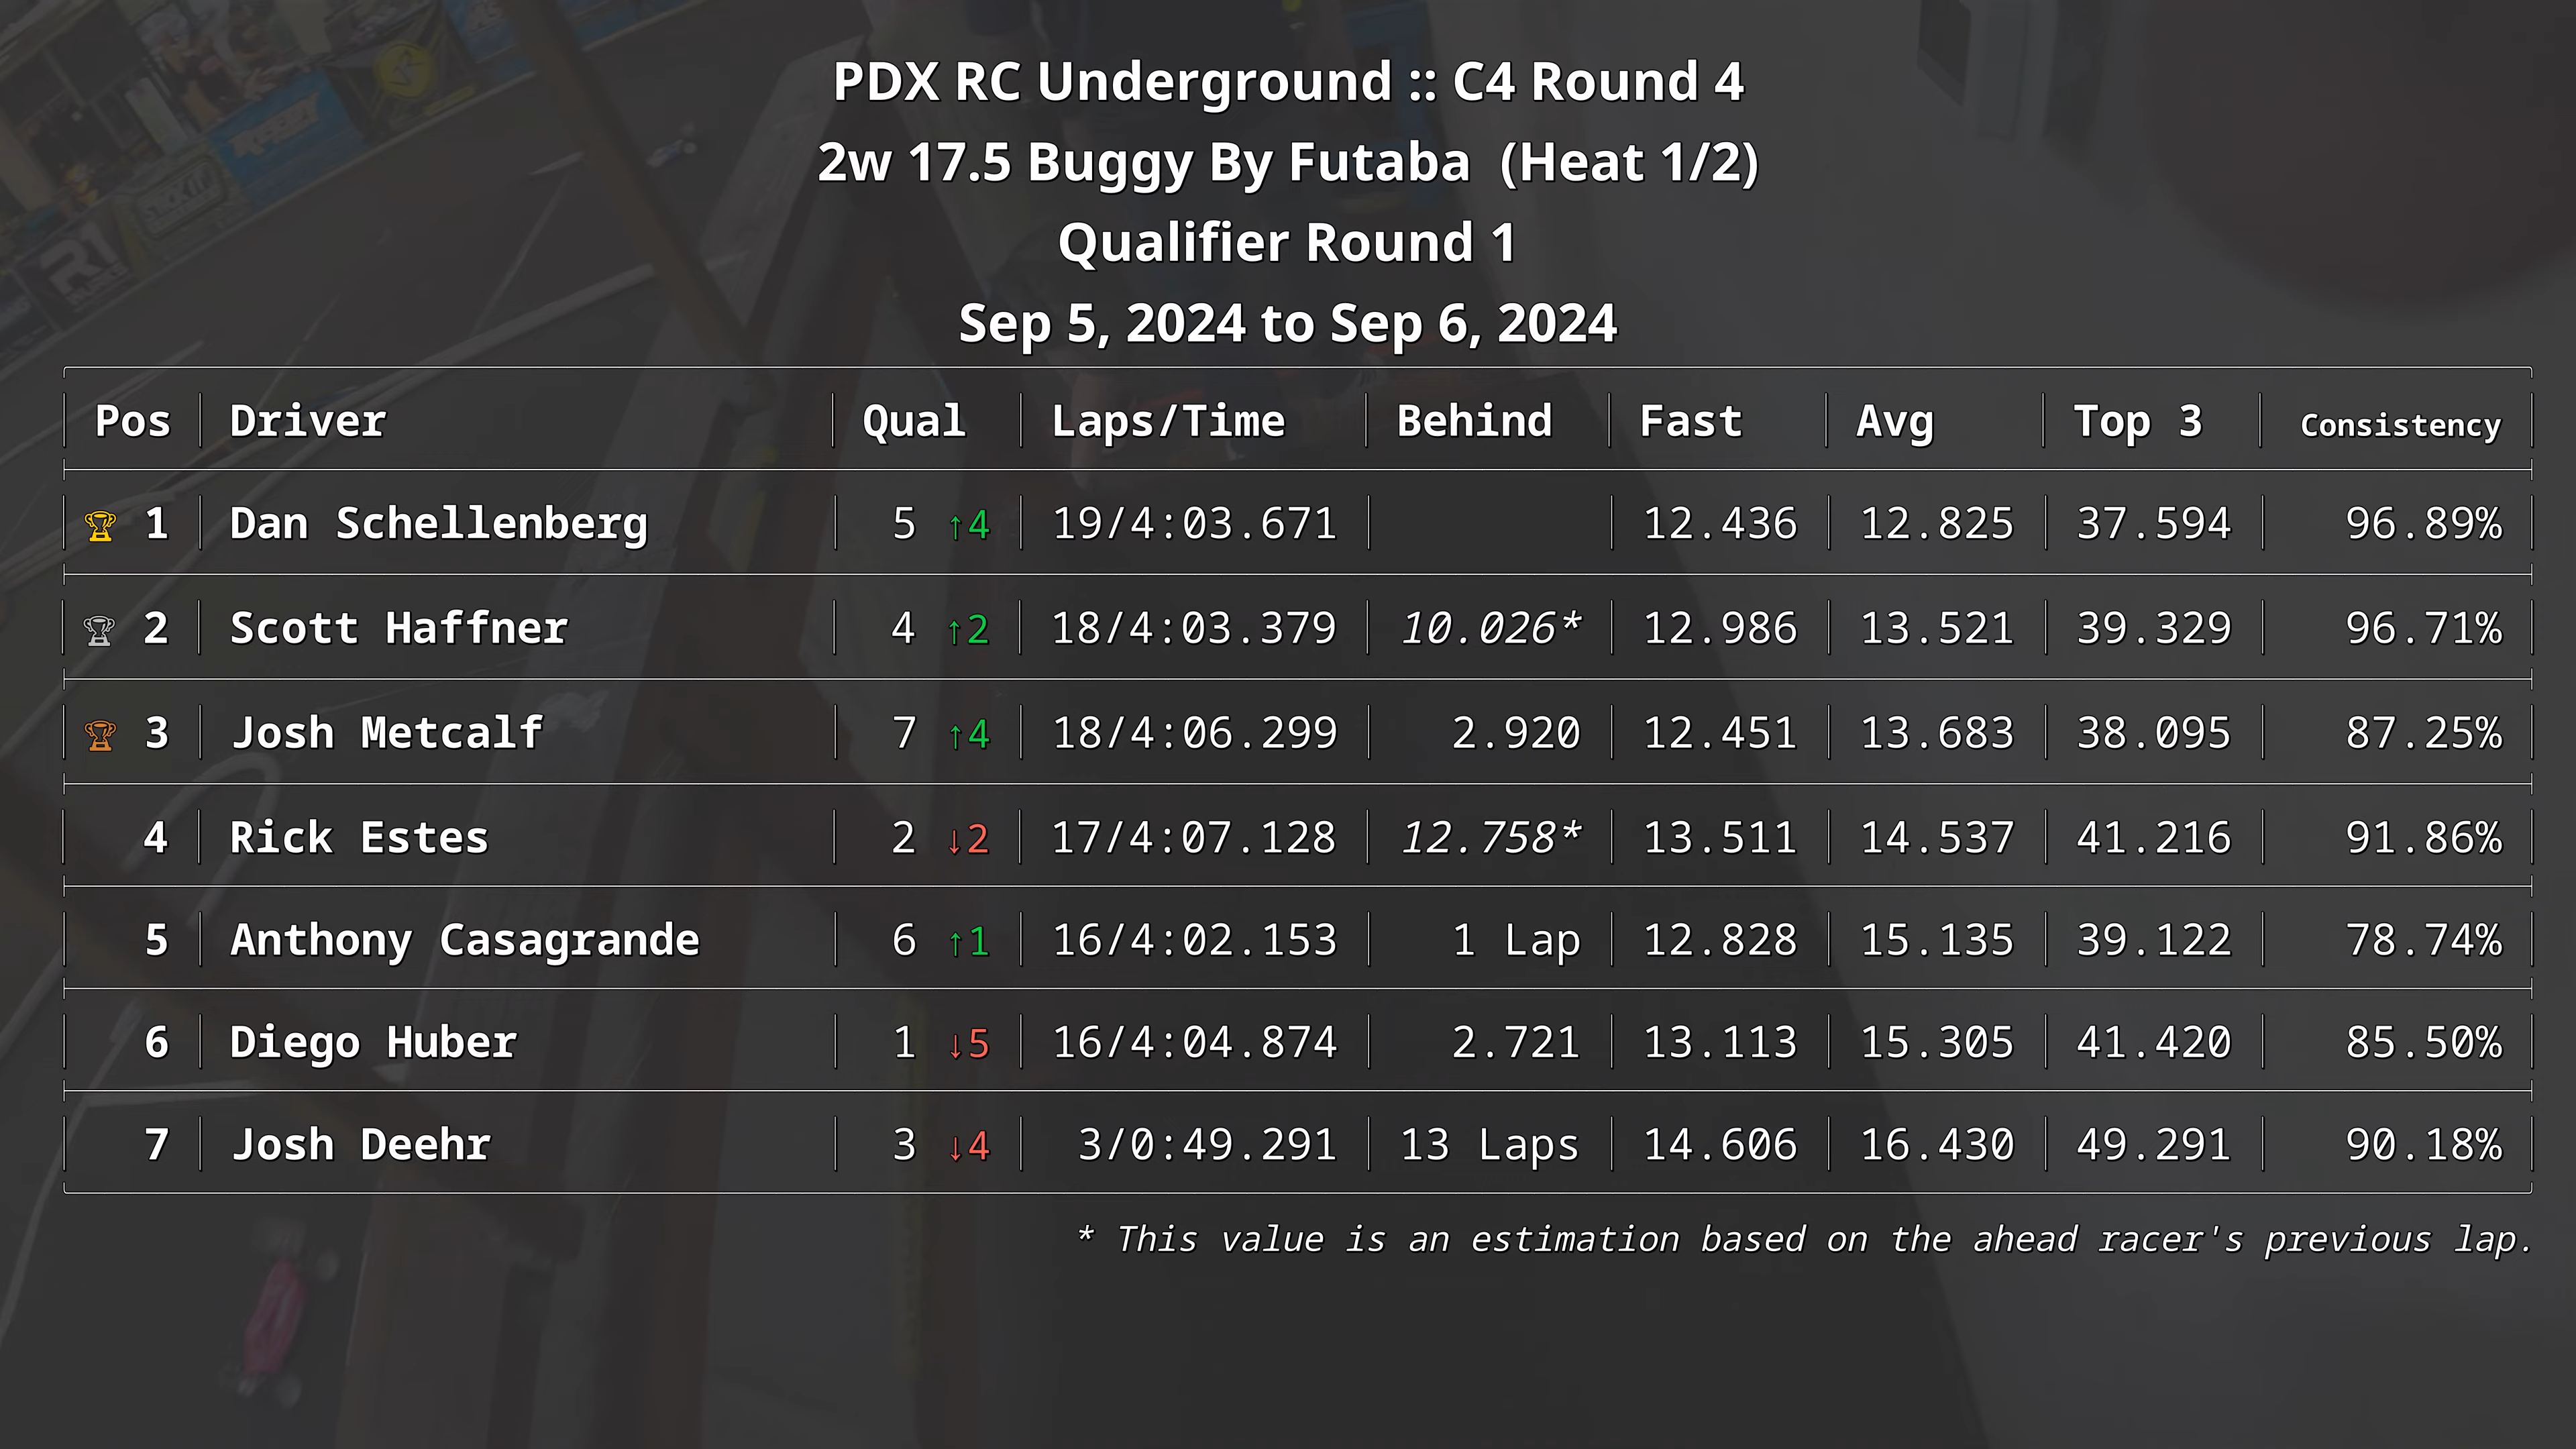 PDX RC Underground :: C4 Round 4
2w 17.5 Buggy By Futaba (Heat 1/2)
Qualifier Round 1
Sep 5, 2024 to Sep 6, 2024
Pos Driver Qual Laps/Time Behind Fast Avg Top 3 Consistency
1 Dan Schellenberg 5 ↑4 19/4:03.671 12.436 12.825 37.594 96.89%
2 Scott Haffner 4 ↑2 18/4:03.379 10.026* 12.986 13.521 39.329 96.71%
3 Josh Metcalf 7 ↑4 18/4:06.299 2.920 12.451 13.683 38.095 87.25%
4 Rick Estes 2 ↓2 17/4:07.128 12.758* 13.511 14.537 41.216 91.86%
5 Anthony Casagrande 6 ↑1 16/4:02.153 1 Lap 12.828 15.135 39.122 78.74%
6 Diego Huber 1 ↓5 16/4:04.874 2.721 13.113 15.305 41.420 85.50%
7 Josh Deehr 3 ↓4 3/0:49.291 13 Laps 14.606 16.430 49.291 90.18%
* This value is an estimation based on the ahead racer's previous lap.
R1